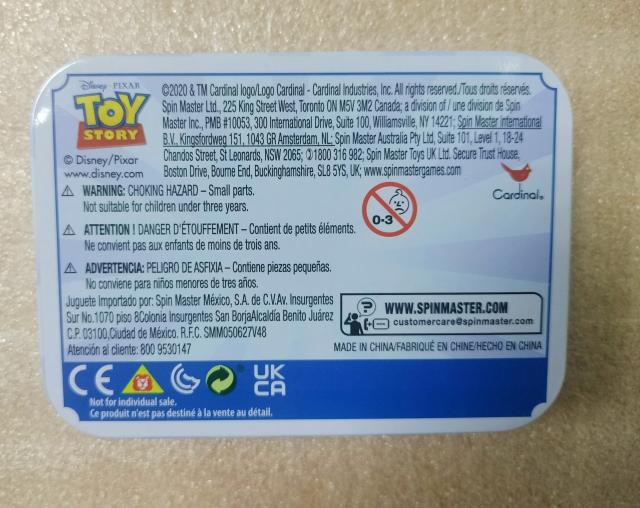 Disney · PIXAR
TOY
STORY
© Disney/Pixar
www.disney.com
©2020 & TM Cardinal logo/Logo Cardinal - Cardinal Industries, Inc. All rights reserved./Tous droits réservés.
Spin Master Ltd., 225 King Street West, Toronto ON M5V 3M2 Canada; a division of / une division de Spin
Master Inc., PMB #10053, 300 International Drive, Suite 100, Williamsville, NY 14221; Spin Master International
B.V., Kingsfordweg 151, 1043 GR Amsterdam, NL; Spin Master Australia Pty Ltd, Suite 101, Level 1, 18-24
Chandos Street, St Leonards, NSW 2065; 1800 316 982; Spin Master Toys UK Ltd. Secure Trust House,
Boston Drive, Bourne End, Buckinghamshire, SL8 5YS, UK; www.spinmastergames.com
WARNING: CHOKING HAZARD – Small parts.
Not suitable for children under three years.
ATTENTION ! DANGER D'ÉTOUFFEMENT – Contient de petits éléments.
Ne convient pas aux enfants de moins de trois ans.
ADVERTENCIA: PELIGRO DE ASFIXIA – Contiene piezas pequeñas.
No conviene para niños menores de tres años.
0-3
Cardinal®
Juguete Importado por: Spin Master México, S.A. de C.V.Av. Insurgentes
Sur No.1070 piso 8Colonia Insurgentes San BorjaAlcaldía Benito Juárez
C.P. 03100,Ciudad de México. R.F.C. SMM050627V48
Atención al cliente: 800 9530147
WWW.SPINMASTER.COM
customercare@spinmaster.com
MADE IN CHINA/FABRIQUÉ EN CHINE/HECHO EN CHINA
CE
UK
CA
Not for individual sale.
Ce produit n'est pas destiné à la vente au détail.